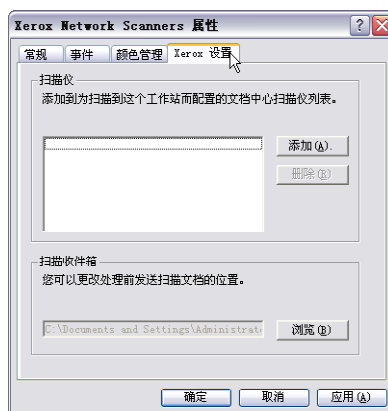 Xerox Network Scanners 属性
常规 事件 颜色管理 Xerox 设置
扫描仪
添加到为扫描到这个工作站而配置的文档中心扫描仪列表。
添加(A).
删除(R)
扫描收件箱
您可以更改处理前发送扫描文档的位置。
C:\Documents and Settings\Administrat
浏览(B)
确定 取消 应用(A)